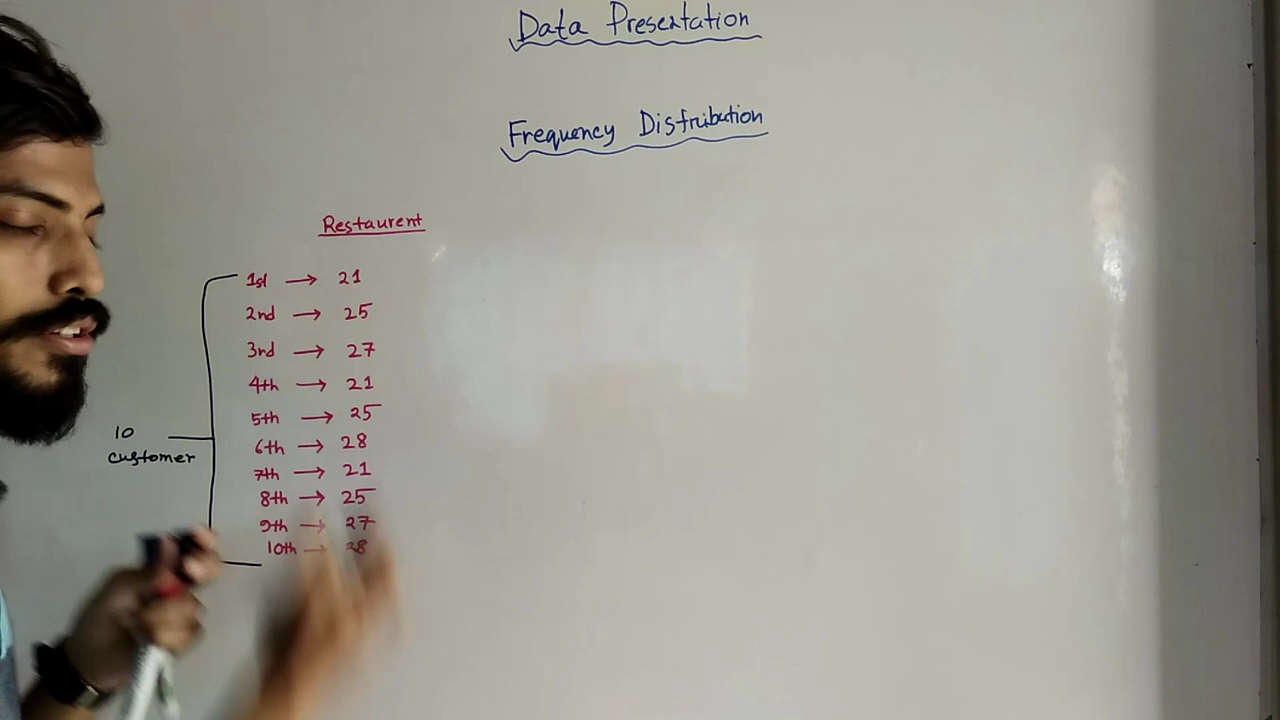 Data Presentation
Frequency Distribution
Restaurent
1st → 21
2nd → 25
3rd → 27
4th → 21
5th → 25
6th → 28
7th → 21
8th → 25
9th → 27
10th → 28
10
customer